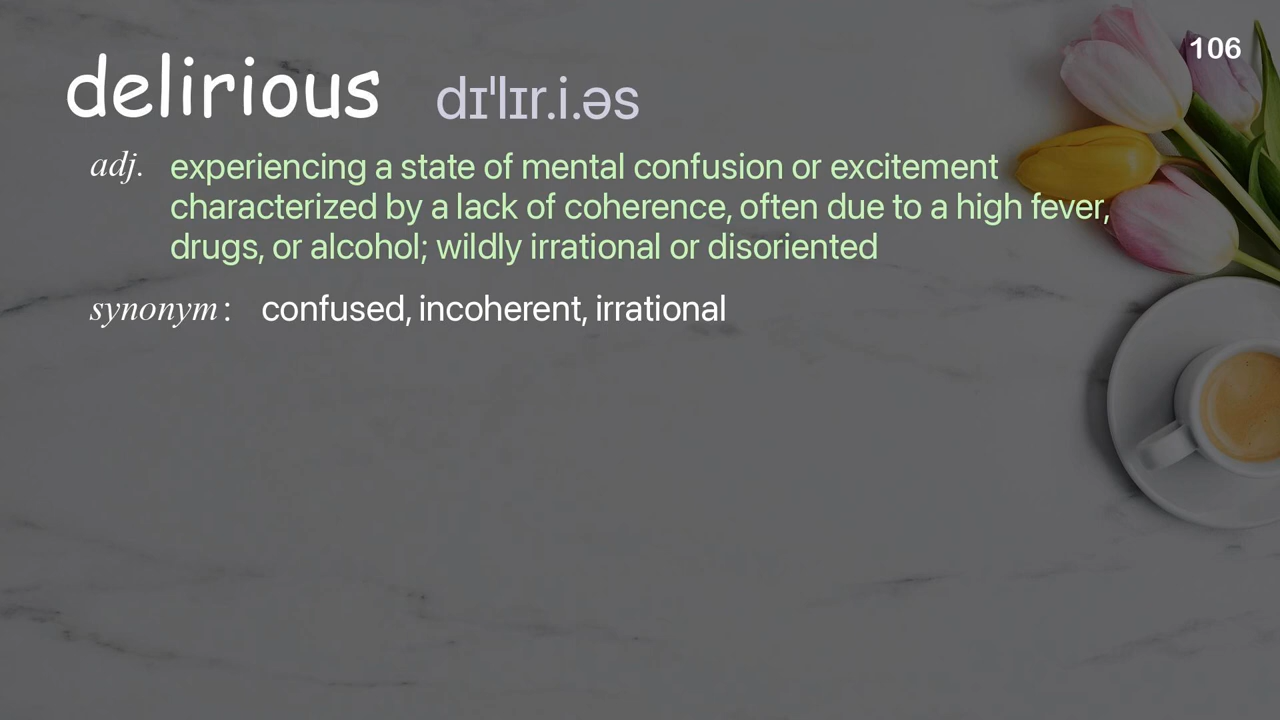 106
delirious dɪˈlɪr.i.əs
adj. experiencing a state of mental confusion or excitement
characterized by a lack of coherence, often due to a high fever,
drugs, or alcohol; wildly irrational or disoriented
synonym: confused, incoherent, irrational